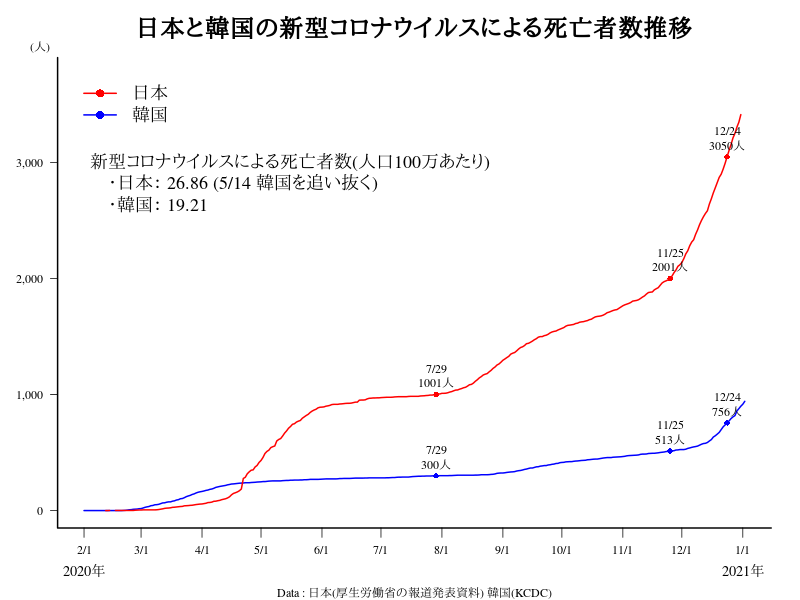 日本と韓国の新型コロナウイルスによる死亡者数推移
(人)
日本
韓国
新型コロナウイルスによる死亡者数(人口100万あたり)
・日本: 26.86 (5/14 韓国を追い抜く)
・韓国: 19.21
12/24
3050人
3,000
11/25
2001人
2,000
7/29
1001人
1,000
12/24
756人
11/25
513人
7/29
300人
0
2/1 3/1 4/1 5/1 6/1 7/1 8/1 9/1 10/1 11/1 12/1 1/1
2020年 2021年
Data : 日本(厚生労働省の報道発表資料) 韓国(KCDC)